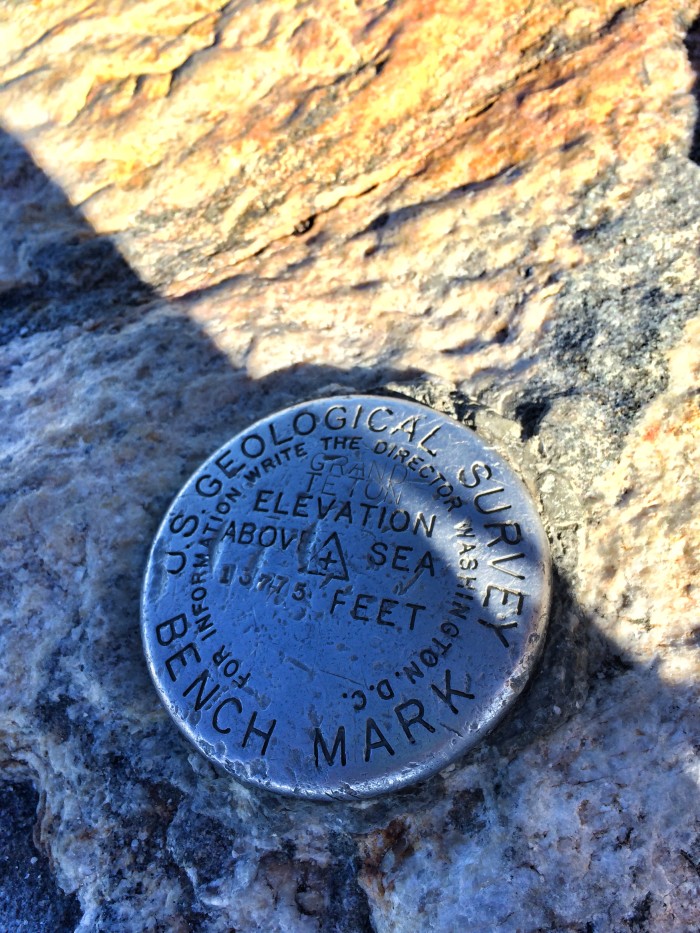 U.S. GEOLOGICAL SURVEY
FOR INFORMATION WRITE THE DIRECTOR WASHINGTON, D.C.
GRAND
TETON
ELEVATION
ABOVE SEA
13775 FEET
BENCH MARK